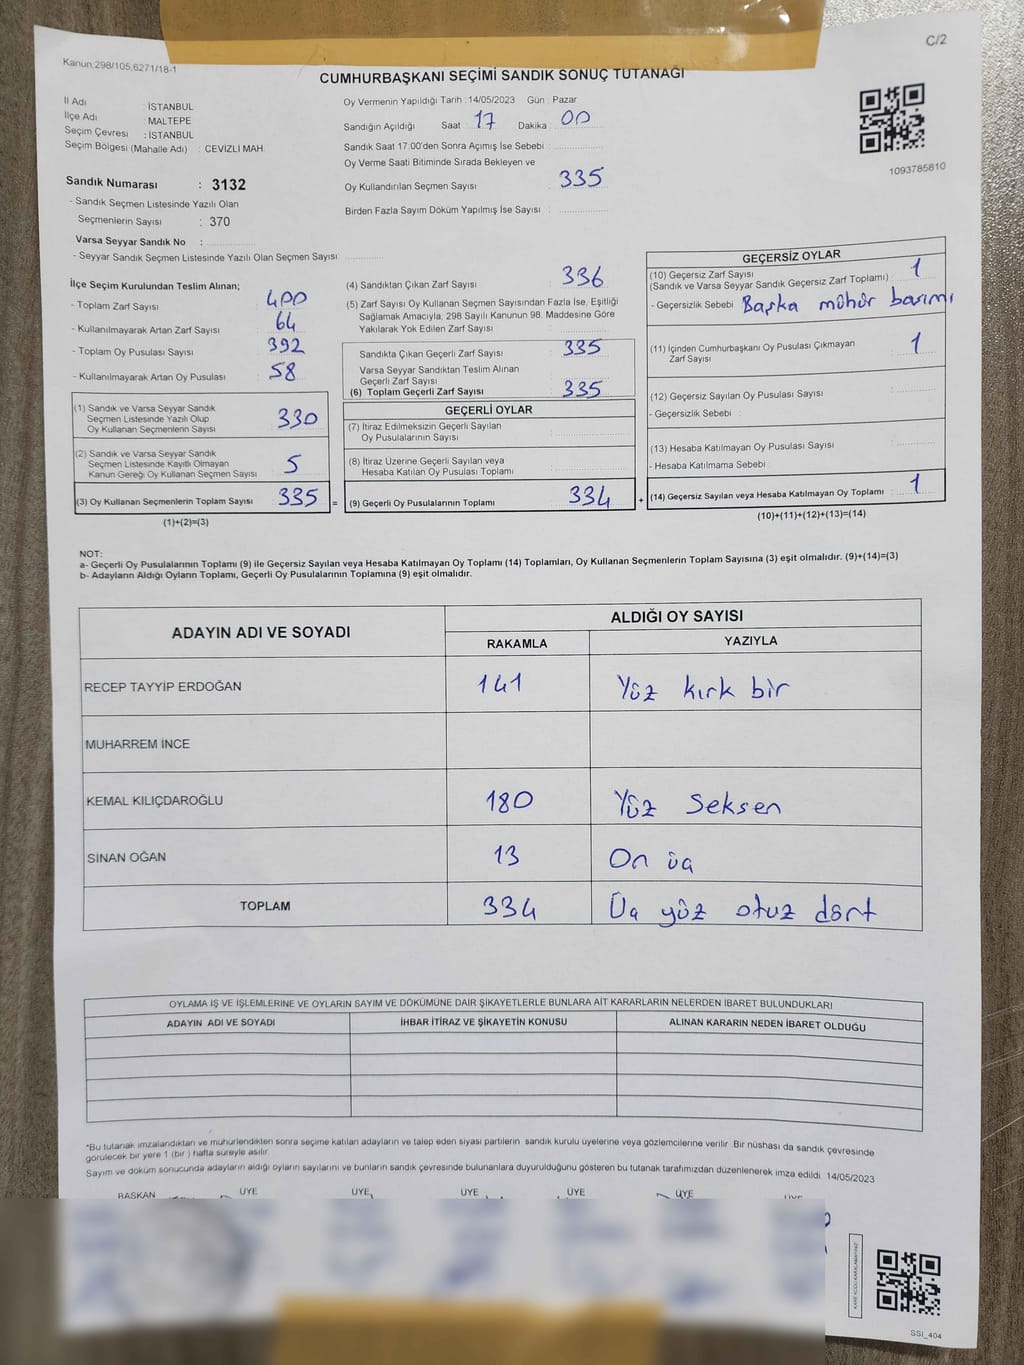 C/2
Kanun:298/105,6271/18-1
CUMHURBAŞKANI SEÇİMİ SANDIK SONUÇ TUTANAĞI
İl Adı : İSTANBUL
İlçe Adı : MALTEPE
Seçim Çevresi : İSTANBUL
Seçim Bölgesi (Mahalle Adı) : CEVİZLİ MAH.
Sandık Numarası : 3132
- Sandık Seçmen Listesinde Yazılı Olan
Seçmenlerin Sayısı : 370
Varsa Seyyar Sandık No :
- Seyyar Sandık Seçmen Listesinde Yazılı Olan Seçmen Sayısı:
Oy Vermenin Yapıldığı Tarih :14/05/2023 Gün : Pazar
Sandığın Açıldığı Saat : 17 Dakika : 00
Sandık Saat 17:00'den Sonra Açımış İse Sebebi :
Oy Verme Saati Bitiminde Sırada Bekleyen ve
Oy Kullandırılan Seçmen Sayısı : 335
Birden Fazla Sayım Döküm Yapılmış İse Sayısı :
1093785810
İlçe Seçim Kurulundan Teslim Alınan;
- Toplam Zarf Sayısı : 400
- Kullanılmayarak Artan Zarf Sayısı : 64
- Toplam Oy Pusulası Sayısı : 392
- Kullanılmayarak Artan Oy Pusulası : 58
(1) Sandık ve Varsa Seyyar Sandık
Seçmen Listesinde Yazılı Olup
Oy Kullanan Seçmenlerin Sayısı : 330
(2) Sandık ve Varsa Seyyar Sandık
Seçmen Listesinde Kayıtlı Olmayan
Kanun Gereği Oy Kullanan Seçmen Sayısı : 5
(3) Oy Kullanan Seçmenlerin Toplam Sayısı : 335 =
(1)+(2)=(3)
(4) Sandıktan Çıkan Zarf Sayısı : 336
(5) Zarf Sayısı Oy Kullanan Seçmen Sayısından Fazla İse, Eşitliği
Sağlamak Amacıyla, 298 Sayılı Kanunun 98. Maddesine Göre
Yakılarak Yok Edilen Zarf Sayısı :
Sandıkta Çıkan Geçerli Zarf Sayısı : 335
Varsa Seyyar Sandıktan Teslim Alınan
Geçerli Zarf Sayısı :
(6) Toplam Geçerli Zarf Sayısı : 335
GEÇERLİ OYLAR
(7) İtiraz Edilmeksizin Geçerli Sayılan
Oy Pusulalarının Sayısı :
(8) İtiraz Üzerine Geçerli Sayılan veya
Hesaba Katılan Oy Pusulası Toplamı :
(9) Geçerli Oy Pusulalarının Toplamı : 334 +
GEÇERSİZ OYLAR
(10) Geçersiz Zarf Sayısı : 1
(Sandık ve Varsa Seyyar Sandık Geçersiz Zarf Toplamı)
- Geçersizlik Sebebi : Başka mühür basımı
(11) İçinden Cumhurbaşkanı Oy Pusulası Çıkmayan
Zarf Sayısı : 1
(12) Geçersiz Sayılan Oy Pusulası Sayısı :
- Geçersizlik Sebebi :
(13) Hesaba Katılmayan Oy Pusulası Sayısı :
- Hesaba Katılmama Sebebi :
(14) Geçersiz Sayılan veya Hesaba Katılmayan Oy Toplamı : 1
(10)+(11)+(12)+(13)=(14)
NOT:
a- Geçerli Oy Pusulalarının Toplamı (9) ile Geçersiz Sayılan veya Hesaba Katılmayan Oy Toplamı (14) Toplamları, Oy Kullanan Seçmenlerin Toplam Sayısına (3) eşit olmalıdır. (9)+(14)=(3)
b- Adayların Aldığı Oyların Toplamı, Geçerli Oy Pusulalarının Toplamına (9) eşit olmalıdır.
ADAYIN ADI VE SOYADI ALDIĞI OY SAYISI
RAKAMLA YAZIYLA
RECEP TAYYİP ERDOĞAN 141 Yüz kırk bir
MUHARREM İNCE
KEMAL KILIÇDAROĞLU 180 Yüz Seksen
SİNAN OĞAN 13 On üç
TOPLAM 334 Üç yüz otuz dört
OYLAMA İŞ VE İŞLEMLERİNE VE OYLARIN SAYIM VE DÖKÜMÜNE DAİR ŞİKAYETLERLE BUNLARA AİT KARARLARIN NELERDEN İBARET BULUNDUKLARI
ADAYIN ADI VE SOYADI İHBAR İTİRAZ VE ŞİKAYETİN KONUSU ALINAN KARARIN NEDEN İBARET OLDUĞU
*Bu tutanak imzalandıktan ve mühürlendikten sonra seçime katılan adayların ve talep eden siyasi partilerin sandık kurulu üyelerine veya gözlemcilerine verilir. Bir nüshası da sandık çevresinde
görülecek bir yere 1 (bir ) hafta süreyle asılır.
Sayım ve döküm sonucunda adayların aldığı oyların sayılarını ve bunların sandık çevresinde bulunanlara duyurulduğunu gösteren bu tutanak tarafımızdan düzenlenerek imza edildi. 14/05/2023
BAŞKAN ÜYE ÜYE ÜYE ÜYE ÜYE ÜYE
KARE KODU KARALAMAYINIZ
SSI_404